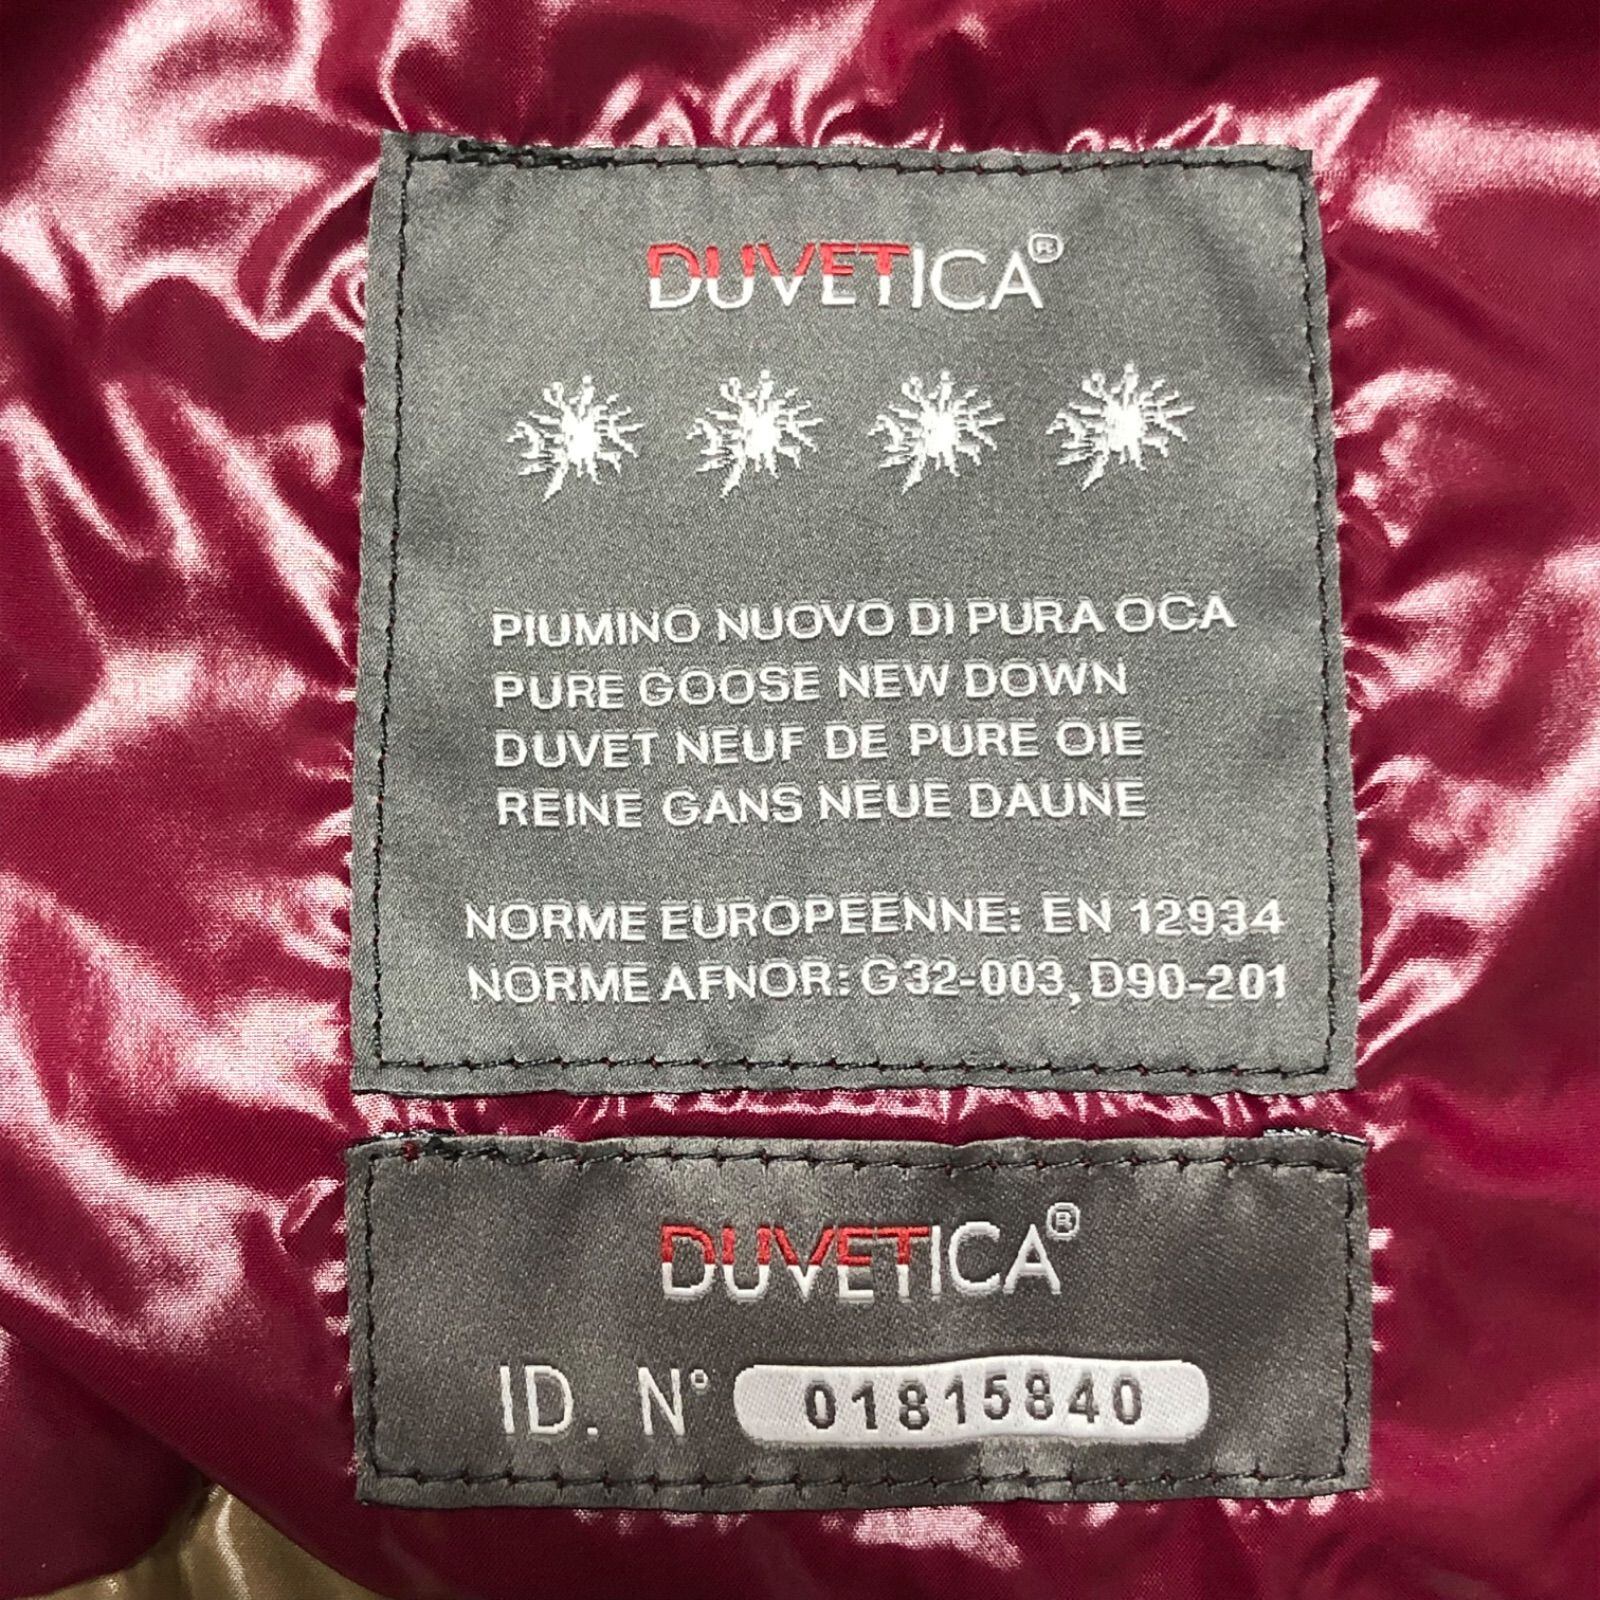 DUVETICA®
PIUMINO NUOVO DI PURA OCA
PURE GOOSE NEW DOWN
DUVET NEUF DE PURE OIE
REINE GANS NEUE DAUNE
NORME EUROPEENNE: EN 12934
NORME AFNOR: G32-003, D90-201
DUVETICA®
ID. N° 01815840